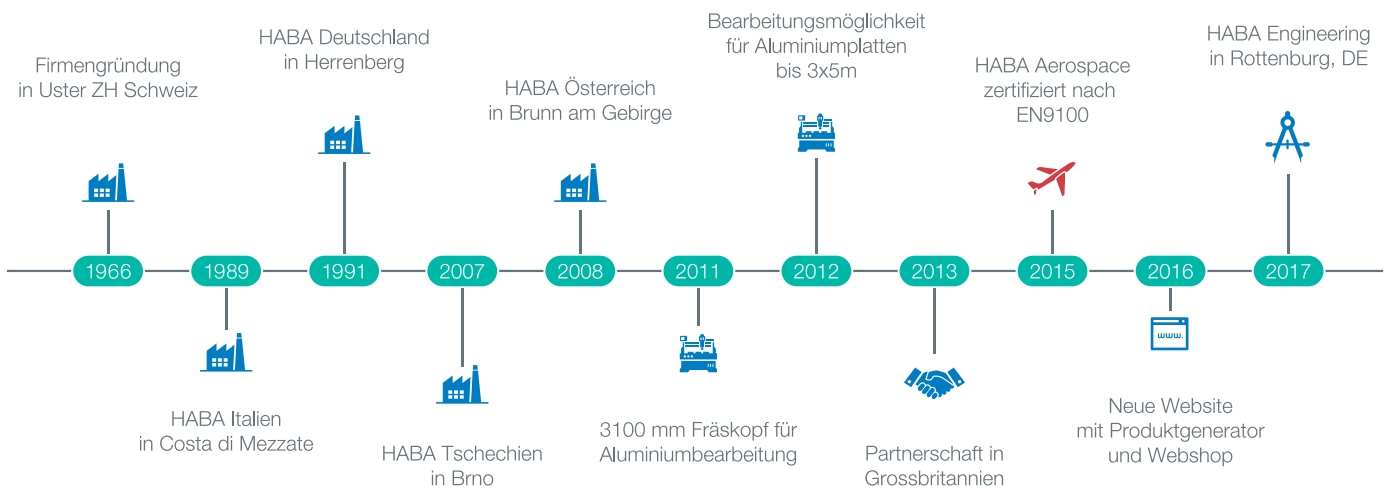 Firmengründung
in Uster ZH Schweiz
1966
1989
HABA Italien
in Costa di Mezzate
HABA Deutschland
in Herrenberg
1991
2007
HABA Tschechien
in Brno
HABA Österreich
in Brunn am Gebirge
2008
2011
3100 mm Fräskopf für
Aluminiumbearbeitung
Bearbeitungsmöglichkeit
für Aluminiumplatten
bis 3x5m
2012
2013
Partnerschaft in
Grossbritannien
HABA Aerospace
zertifiziert nach
EN9100
2015
2016
www.
Neue Website
mit Produktgenerator
und Webshop
HABA Engineering
in Rottenburg, DE
2017